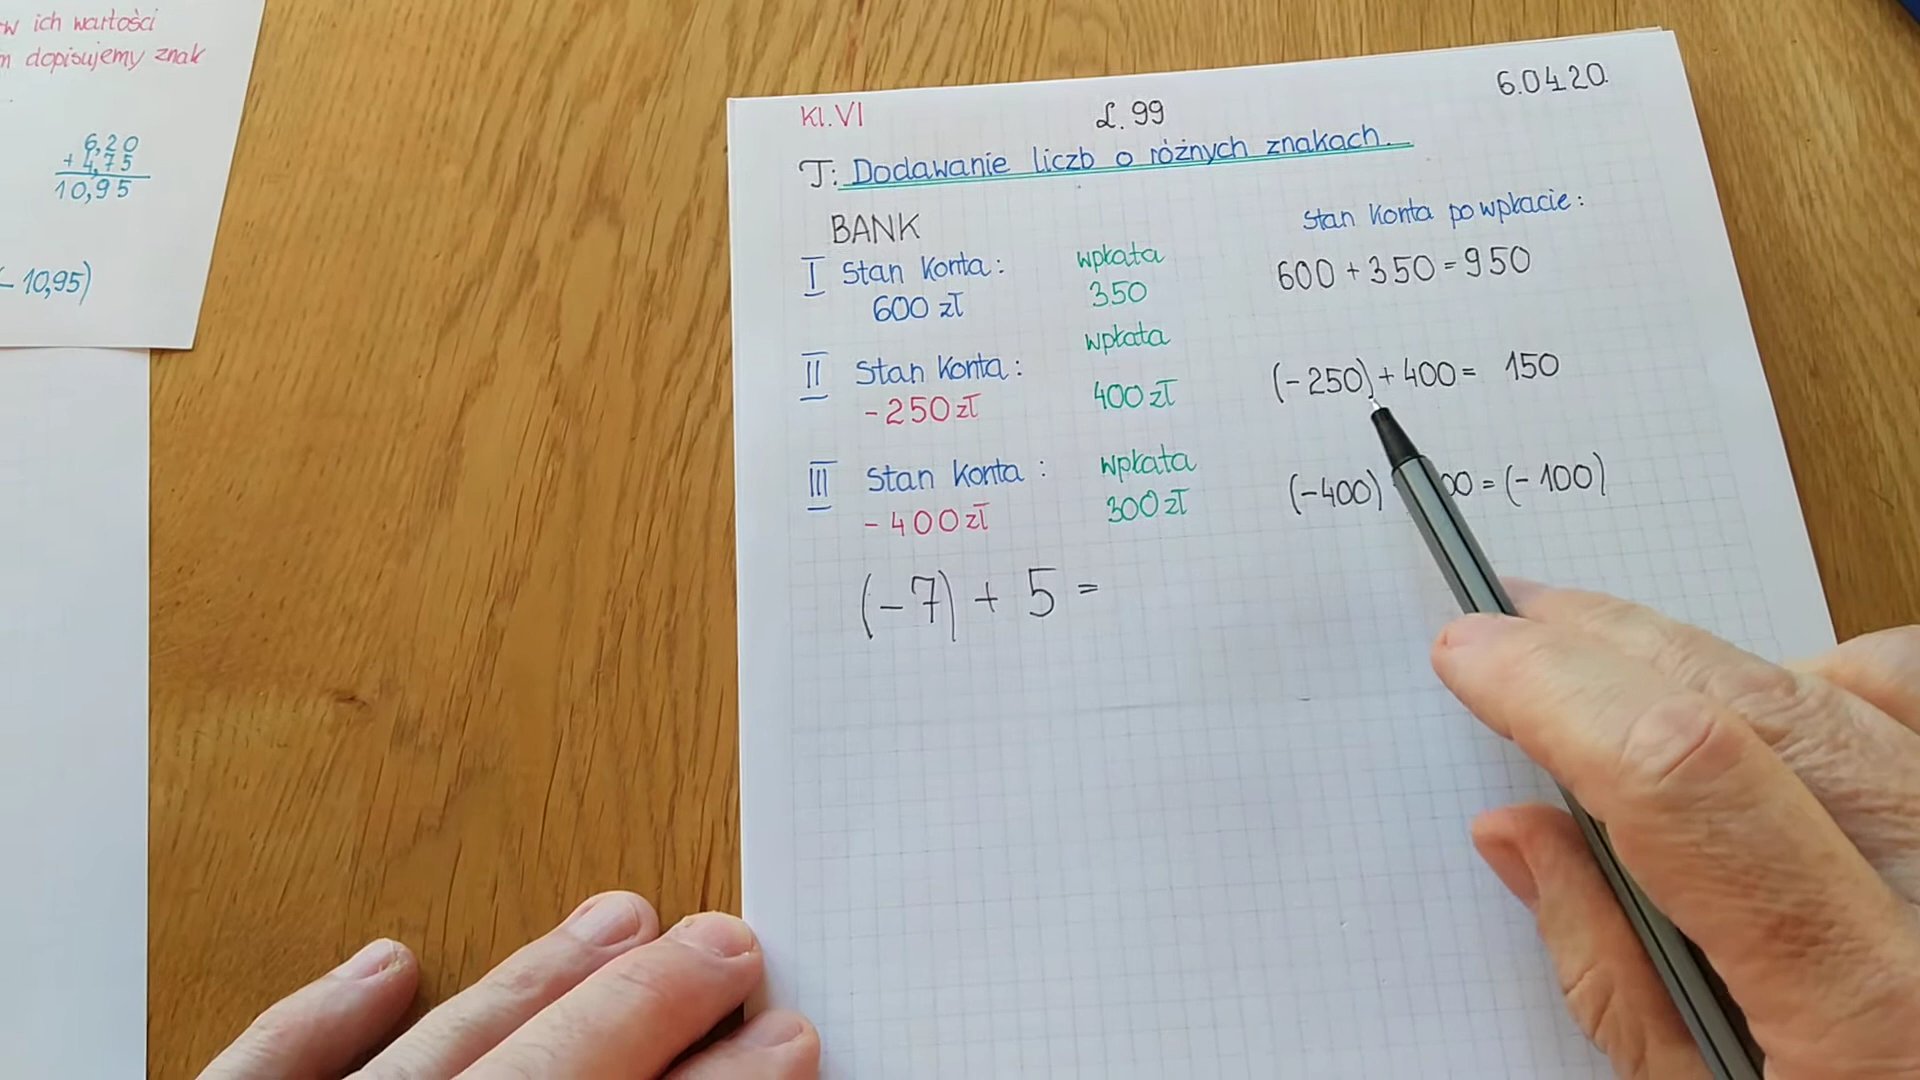 ich wartości
dopisujemy znak
6,20
+ 4,75
10,95
- 10,95)
Kl. VI
L. 99
6.04.20.
T: Dodawanie liczb o różnych znakach.
BANK
Stan Konta po wpłacie:
I Stan Konta: wpłata
600 zł 350
600 + 350 = 950
wpłata
II Stan Konta:
-250 zł 400 zł
(-250) + 400 = 150
III Stan Konta: wpłata
-400 zł 300 zł
(-400) 00 = (-100)
(-7) + 5 =